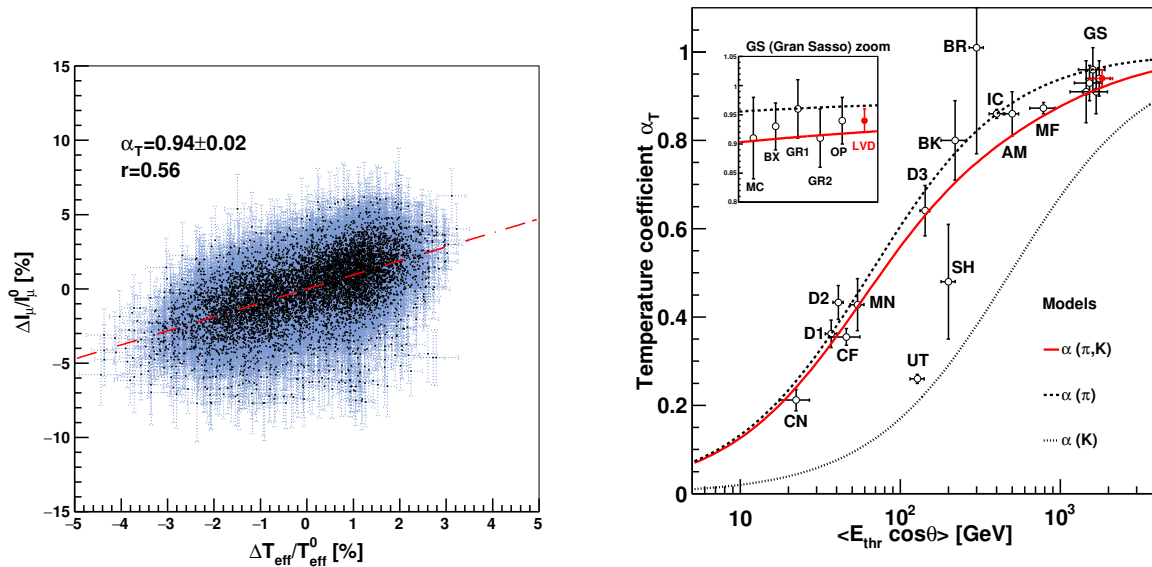 α_T=0.94±0.02
r=0.56
ΔI_μ/I_μ^0 [%]
15
10
5
0
−5
−10
−15
−5 −4 −3 −2 −1 0 1 2 3 4 5
ΔT_eff/T_eff^0 [%]
Temperature coefficient α_T
1
0.8
0.6
0.4
0.2
0
GS (Gran Sasso) zoom
1.05
1
0.95
0.9
0.85
0.8
MC BX GR1 GR2 OP LVD
BR
GS
IC
MF
AM
BK
D3
SH
D2
MN
D1
CF
UT
CN
Models
α (π,K)
α (π)
α (K)
10 10^2 10^3
<E_thr cosθ> [GeV]